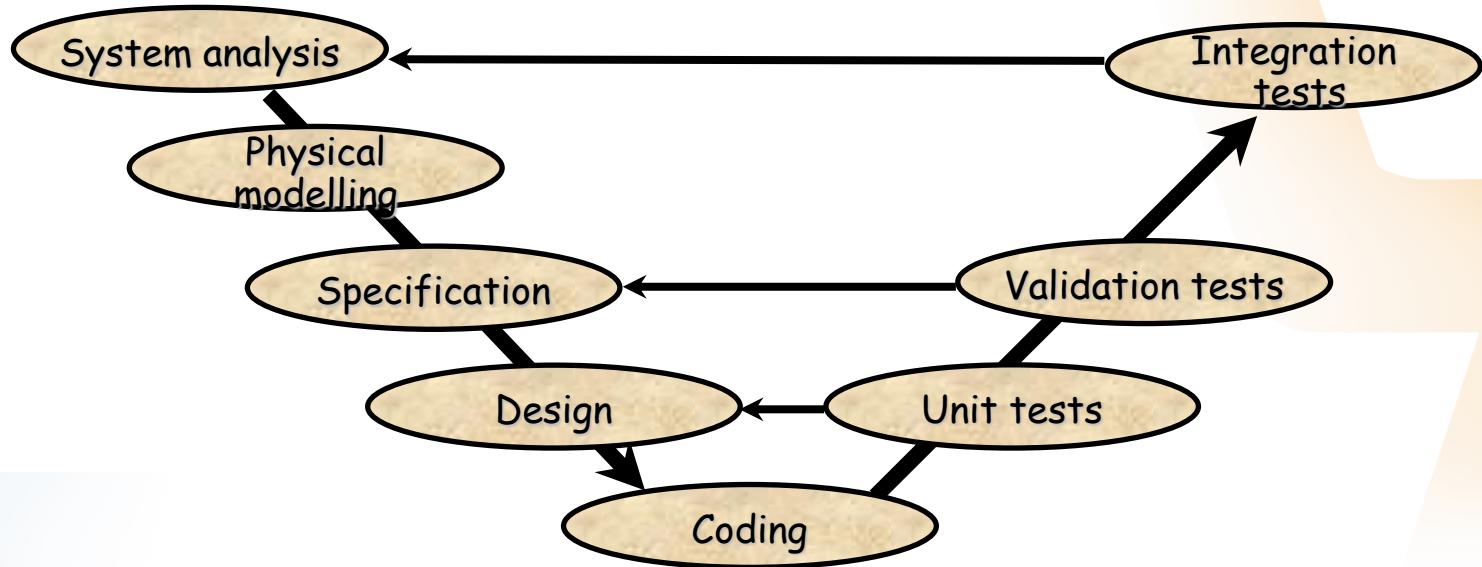 System analysis
Integration
tests
Physical
modelling
Specification
Validation tests
Design
Unit tests
Coding